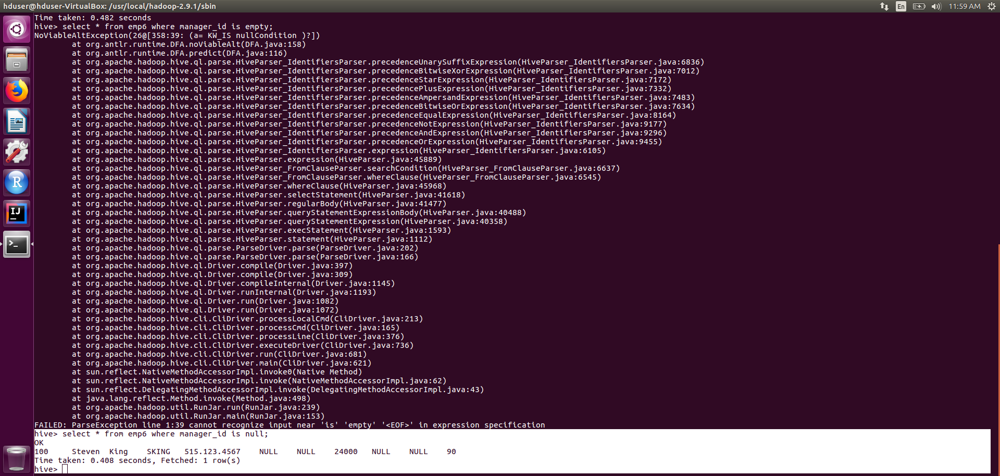 hduser@hduser-VirtualBox: /usr/local/hadoop-2.9.1/sbin
En
11:59 AM
Time taken: 0.482 seconds
hive> select * from emp6 where manager_id is empty;
NoViableAltException(26@[358:39: (a= KW_IS nullCondition )?])
at org.antlr.runtime.DFA.noViableAlt(DFA.java:158)
at org.antlr.runtime.DFA.predict(DFA.java:116)
at org.apache.hadoop.hive.ql.parse.HiveParser_IdentifiersParser.precedenceUnarySuffixExpression(HiveParser_IdentifiersParser.java:6836)
at org.apache.hadoop.hive.ql.parse.HiveParser_IdentifiersParser.precedenceBitwiseXorExpression(HiveParser_IdentifiersParser.java:7012)
at org.apache.hadoop.hive.ql.parse.HiveParser_IdentifiersParser.precedenceStarExpression(HiveParser_IdentifiersParser.java:7172)
at org.apache.hadoop.hive.ql.parse.HiveParser_IdentifiersParser.precedencePlusExpression(HiveParser_IdentifiersParser.java:7332)
at org.apache.hadoop.hive.ql.parse.HiveParser_IdentifiersParser.precedenceAmpersandExpression(HiveParser_IdentifiersParser.java:7483)
at org.apache.hadoop.hive.ql.parse.HiveParser_IdentifiersParser.precedenceBitwiseOrExpression(HiveParser_IdentifiersParser.java:7634)
at org.apache.hadoop.hive.ql.parse.HiveParser_IdentifiersParser.precedenceEqualExpression(HiveParser_IdentifiersParser.java:8164)
at org.apache.hadoop.hive.ql.parse.HiveParser_IdentifiersParser.precedenceNotExpression(HiveParser_IdentifiersParser.java:9177)
at org.apache.hadoop.hive.ql.parse.HiveParser_IdentifiersParser.precedenceAndExpression(HiveParser_IdentifiersParser.java:9296)
at org.apache.hadoop.hive.ql.parse.HiveParser_IdentifiersParser.precedenceOrExpression(HiveParser_IdentifiersParser.java:9455)
at org.apache.hadoop.hive.ql.parse.HiveParser_IdentifiersParser.expression(HiveParser_IdentifiersParser.java:6105)
at org.apache.hadoop.hive.ql.parse.HiveParser.expression(HiveParser.java:45889)
at org.apache.hadoop.hive.ql.parse.HiveParser_FromClauseParser.searchCondition(HiveParser_FromClauseParser.java:6637)
at org.apache.hadoop.hive.ql.parse.HiveParser_FromClauseParser.whereClause(HiveParser_FromClauseParser.java:6545)
at org.apache.hadoop.hive.ql.parse.HiveParser.whereClause(HiveParser.java:45968)
at org.apache.hadoop.hive.ql.parse.HiveParser.selectStatement(HiveParser.java:41618)
at org.apache.hadoop.hive.ql.parse.HiveParser.regularBody(HiveParser.java:41477)
at org.apache.hadoop.hive.ql.parse.HiveParser.queryStatementExpressionBody(HiveParser.java:40488)
at org.apache.hadoop.hive.ql.parse.HiveParser.queryStatementExpression(HiveParser.java:40358)
at org.apache.hadoop.hive.ql.parse.HiveParser.execStatement(HiveParser.java:1593)
at org.apache.hadoop.hive.ql.parse.HiveParser.statement(HiveParser.java:1112)
at org.apache.hadoop.hive.ql.parse.ParseDriver.parse(ParseDriver.java:202)
at org.apache.hadoop.hive.ql.parse.ParseDriver.parse(ParseDriver.java:166)
at org.apache.hadoop.hive.ql.Driver.compile(Driver.java:397)
at org.apache.hadoop.hive.ql.Driver.compile(Driver.java:309)
at org.apache.hadoop.hive.ql.Driver.compileInternal(Driver.java:1145)
at org.apache.hadoop.hive.ql.Driver.runInternal(Driver.java:1193)
at org.apache.hadoop.hive.ql.Driver.run(Driver.java:1082)
at org.apache.hadoop.hive.ql.Driver.run(Driver.java:1072)
at org.apache.hadoop.hive.cli.CliDriver.processLocalCmd(CliDriver.java:213)
at org.apache.hadoop.hive.cli.CliDriver.processCmd(CliDriver.java:165)
at org.apache.hadoop.hive.cli.CliDriver.processLine(CliDriver.java:376)
at org.apache.hadoop.hive.cli.CliDriver.executeDriver(CliDriver.java:736)
at org.apache.hadoop.hive.cli.CliDriver.run(CliDriver.java:681)
at org.apache.hadoop.hive.cli.CliDriver.main(CliDriver.java:621)
at sun.reflect.NativeMethodAccessorImpl.invoke0(Native Method)
at sun.reflect.NativeMethodAccessorImpl.invoke(NativeMethodAccessorImpl.java:62)
at sun.reflect.DelegatingMethodAccessorImpl.invoke(DelegatingMethodAccessorImpl.java:43)
at java.lang.reflect.Method.invoke(Method.java:498)
at org.apache.hadoop.util.RunJar.run(RunJar.java:239)
at org.apache.hadoop.util.RunJar.main(RunJar.java:153)
FAILED: ParseException line 1:39 cannot recognize input near 'is' 'empty' '<EOF>' in expression specification
hive> select * from emp6 where manager_id is null;
OK
100 Steven King SKING 515.123.4567 NULL NULL 24000 NULL NULL 90
Time taken: 0.408 seconds, Fetched: 1 row(s)
hive>
R
IJ
>_